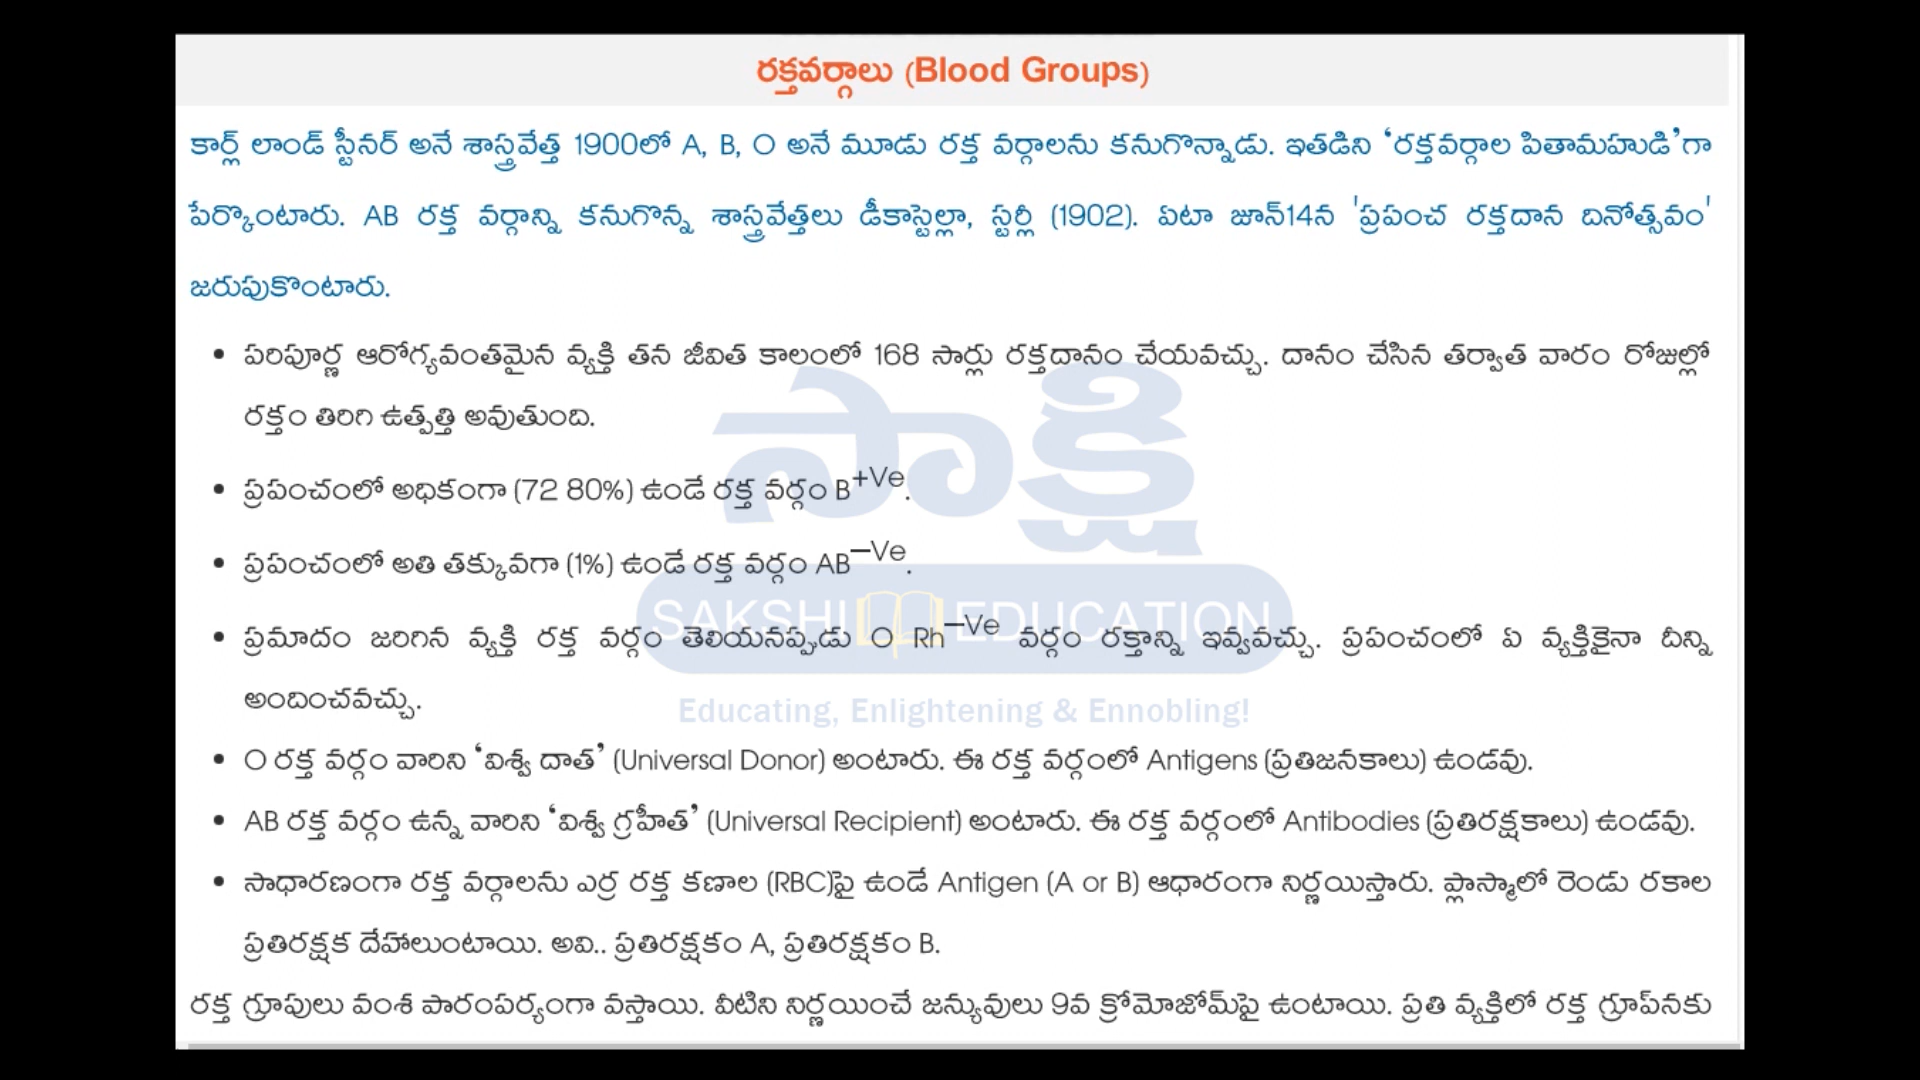 రక్తవర్గాలు (Blood Groups)
కార్ల్ లాండ్ స్టీనర్ అనే శాస్త్రవేత్త 1900లో A, B, O అనే మూడు రక్త వర్గాలను కనుగొన్నాడు. ఇతడిని ‘రక్తవర్గాల పితామహుడి’గా
పేర్కొంటారు. AB రక్త వర్గాన్ని కనుగొన్న శాస్త్రవేత్తలు డీకాస్టెల్లా, స్టర్లీ (1902). ఏటా జూన్14న 'ప్రపంచ రక్తదాన దినోత్సవం'
జరుపుకొంటారు.
• పరిపూర్ణ ఆరోగ్యవంతమైన వ్యక్తి తన జీవిత కాలంలో 168 సార్లు రక్తదానం చేయవచ్చు. దానం చేసిన తర్వాత వారం రోజుల్లో
రక్తం తిరిగి ఉత్పత్తి అవుతుంది.
• ప్రపంచంలో అధికంగా (72 80%) ఉండే రక్త వర్గం B+Ve.
• ప్రపంచంలో అతి తక్కువగా (1%) ఉండే రక్త వర్గం AB–Ve.
• ప్రమాదం జరిగిన వ్యక్తి రక్త వర్గం తెలియనప్పుడు O Rh–Ve వర్గం రక్తాన్ని ఇవ్వవచ్చు. ప్రపంచంలో ఏ వ్యక్తికైనా దీన్ని
అందించవచ్చు.
• O రక్త వర్గం వారిని ‘విశ్వ దాత’ (Universal Donor) అంటారు. ఈ రక్త వర్గంలో Antigens (ప్రతిజనకాలు) ఉండవు.
• AB రక్త వర్గం ఉన్న వారిని ‘విశ్వ గ్రహీత’ (Universal Recipient) అంటారు. ఈ రక్త వర్గంలో Antibodies (ప్రతిరక్షకాలు) ఉండవు.
• సాధారణంగా రక్త వర్గాలను ఎర్ర రక్త కణాల (RBC)పై ఉండే Antigen (A or B) ఆధారంగా నిర్ణయిస్తారు. ప్లాస్మాలో రెండు రకాల
ప్రతిరక్షక దేహాలుంటాయి. అవి.. ప్రతిరక్షకం A, ప్రతిరక్షకం B.
రక్త గ్రూపులు వంశ పారంపర్యంగా వస్తాయి. వీటిని నిర్ణయించే జన్యువులు 9వ క్రోమోజోమ్‌పై ఉంటాయి. ప్రతి వ్యక్తిలో రక్త గ్రూప్‌నకు
సాక్షి
SAKSHI EDUCATION
Educating, Enlightening & Ennobling!